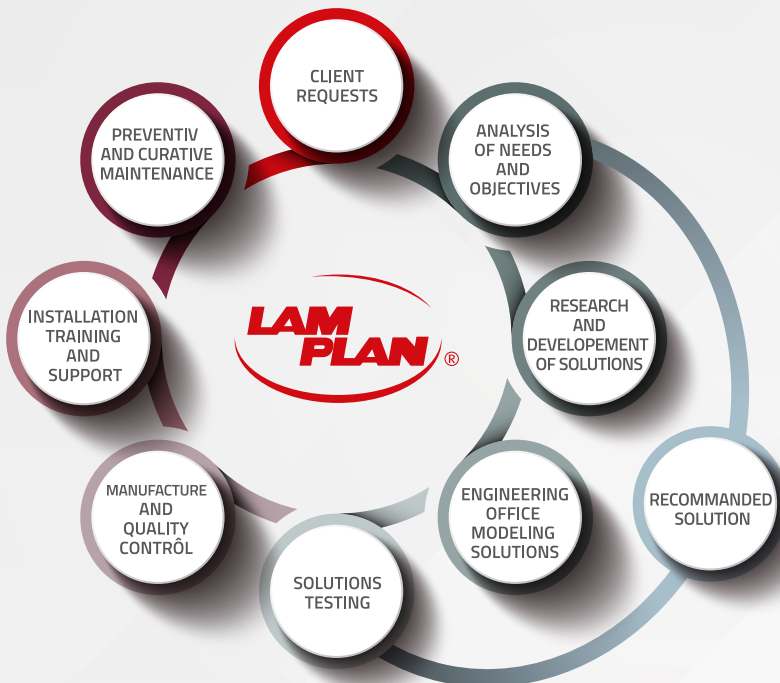 CLIENT
REQUESTS
ANALYSIS
OF NEEDS
AND
OBJECTIVES
RESEARCH
AND
DEVELOPEMENT
OF SOLUTIONS
RECOMMANDED
SOLUTION
ENGINEERING
OFFICE
MODELING
SOLUTIONS
SOLUTIONS
TESTING
MANUFACTURE
AND
QUALITY
CONTRÔL
INSTALLATION
TRAINING
AND
SUPPORT
PREVENTIV
AND CURATIVE
MAINTENANCE
LAM
PLAN®